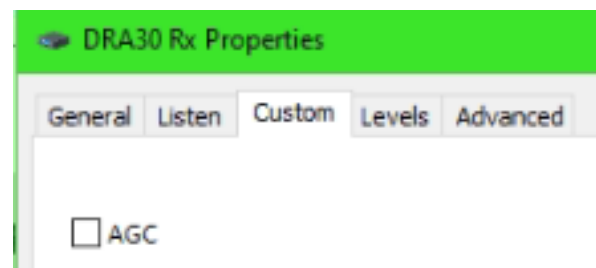 DRA30 Rx Properties
General Listen Custom Levels Advanced
AGC